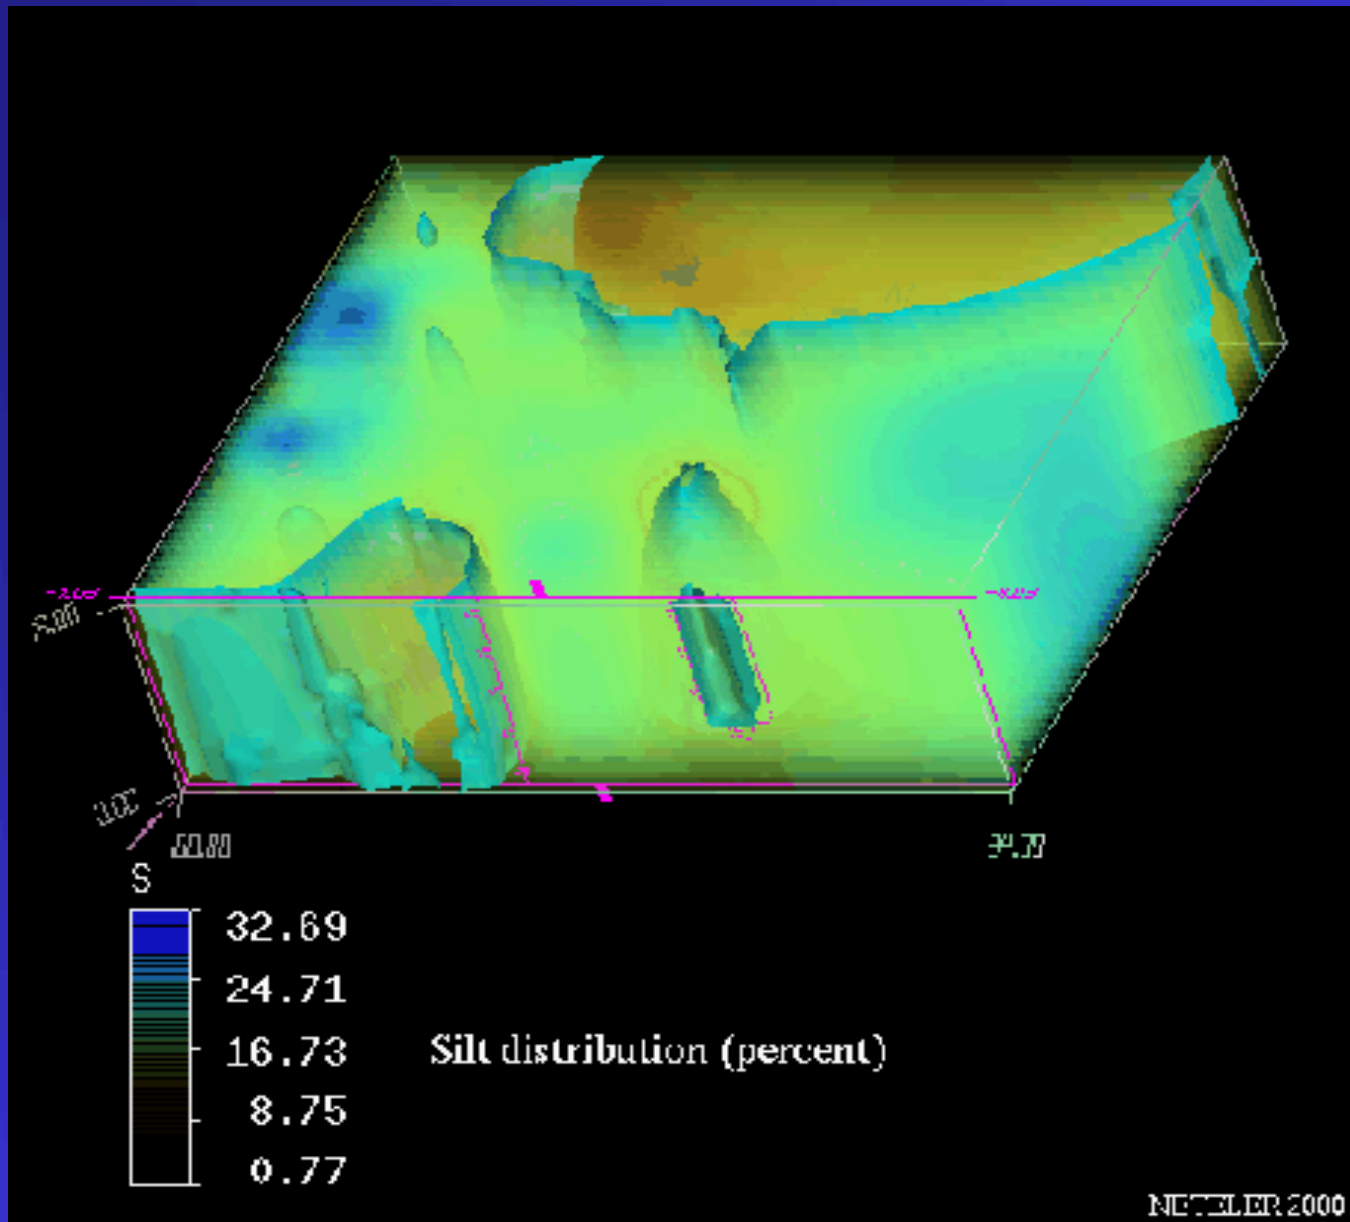 S
32.69
24.71
16.73
8.75
0.77
Silt distribution (percent)
NETELER 2000